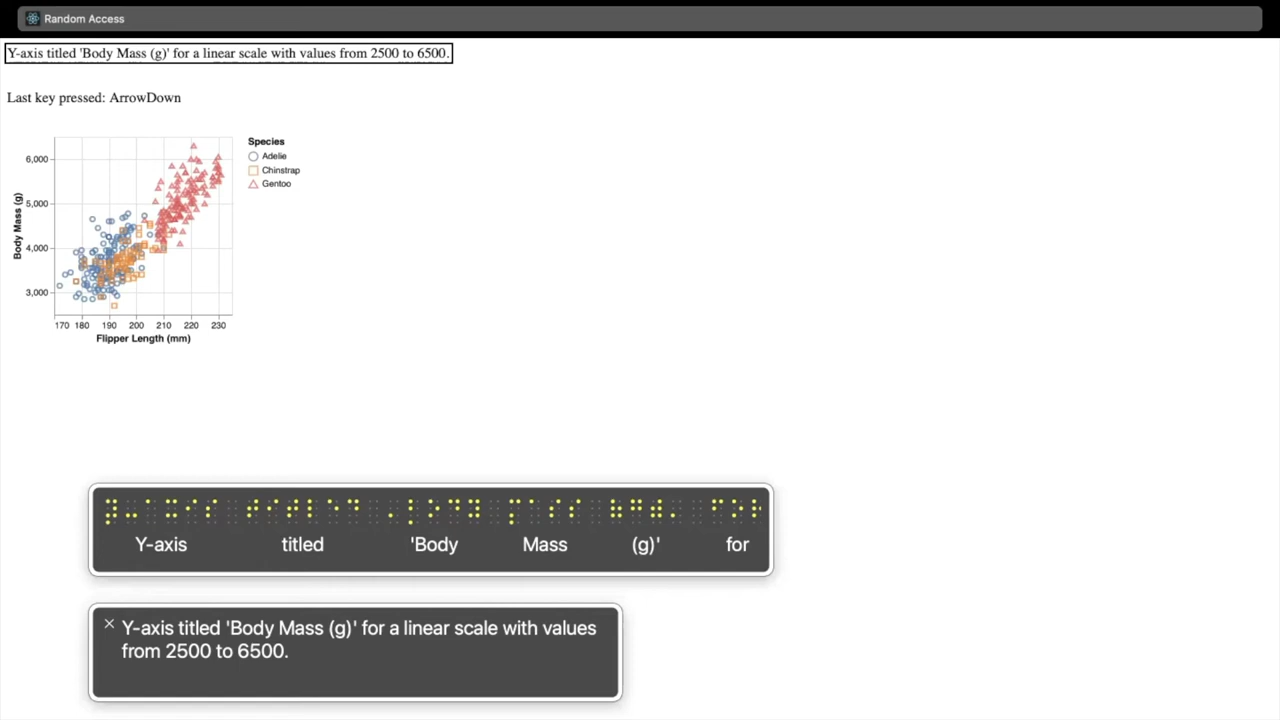 Random Access
Y-axis titled 'Body Mass (g)' for a linear scale with values from 2500 to 6500.
Last key pressed: ArrowDown
Body Mass (g)
6,000
5,000
4,000
3,000
170 180 190 200 210 220 230
Flipper Length (mm)
Species
Adelie
Chinstrap
Gentoo
Y-axis titled 'Body Mass (g)' for
× Y-axis titled 'Body Mass (g)' for a linear scale with values
from 2500 to 6500.